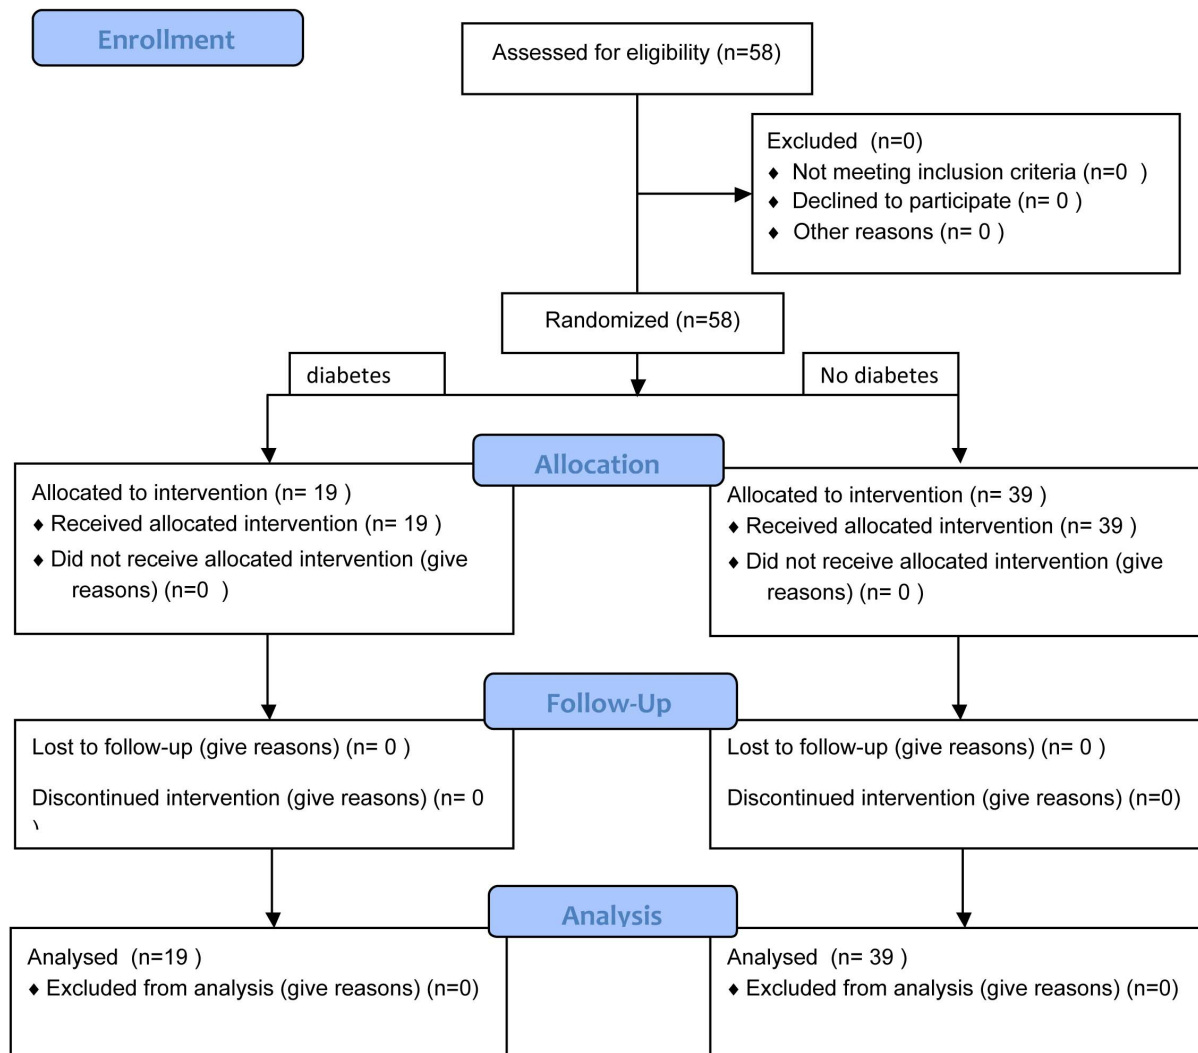 Enrollment
Assessed for eligibility (n=58)
Excluded (n=0)
♦ Not meeting inclusion criteria (n=0 )
♦ Declined to participate (n= 0 )
♦ Other reasons (n= 0 )
Randomized (n=58)
diabetes
No diabetes
Allocation
Allocated to intervention (n= 19 )
♦ Received allocated intervention (n= 19 )
♦ Did not receive allocated intervention (give
reasons) (n=0 )
Allocated to intervention (n= 39 )
♦ Received allocated intervention (n= 39 )
♦ Did not receive allocated intervention (give
reasons) (n= 0 )
Follow-Up
Lost to follow-up (give reasons) (n= 0 )
Discontinued intervention (give reasons) (n= 0
)
Lost to follow-up (give reasons) (n= 0 )
Discontinued intervention (give reasons) (n=0)
Analysis
Analysed (n=19 )
♦ Excluded from analysis (give reasons) (n=0)
Analysed (n= 39 )
♦ Excluded from analysis (give reasons) (n=0)